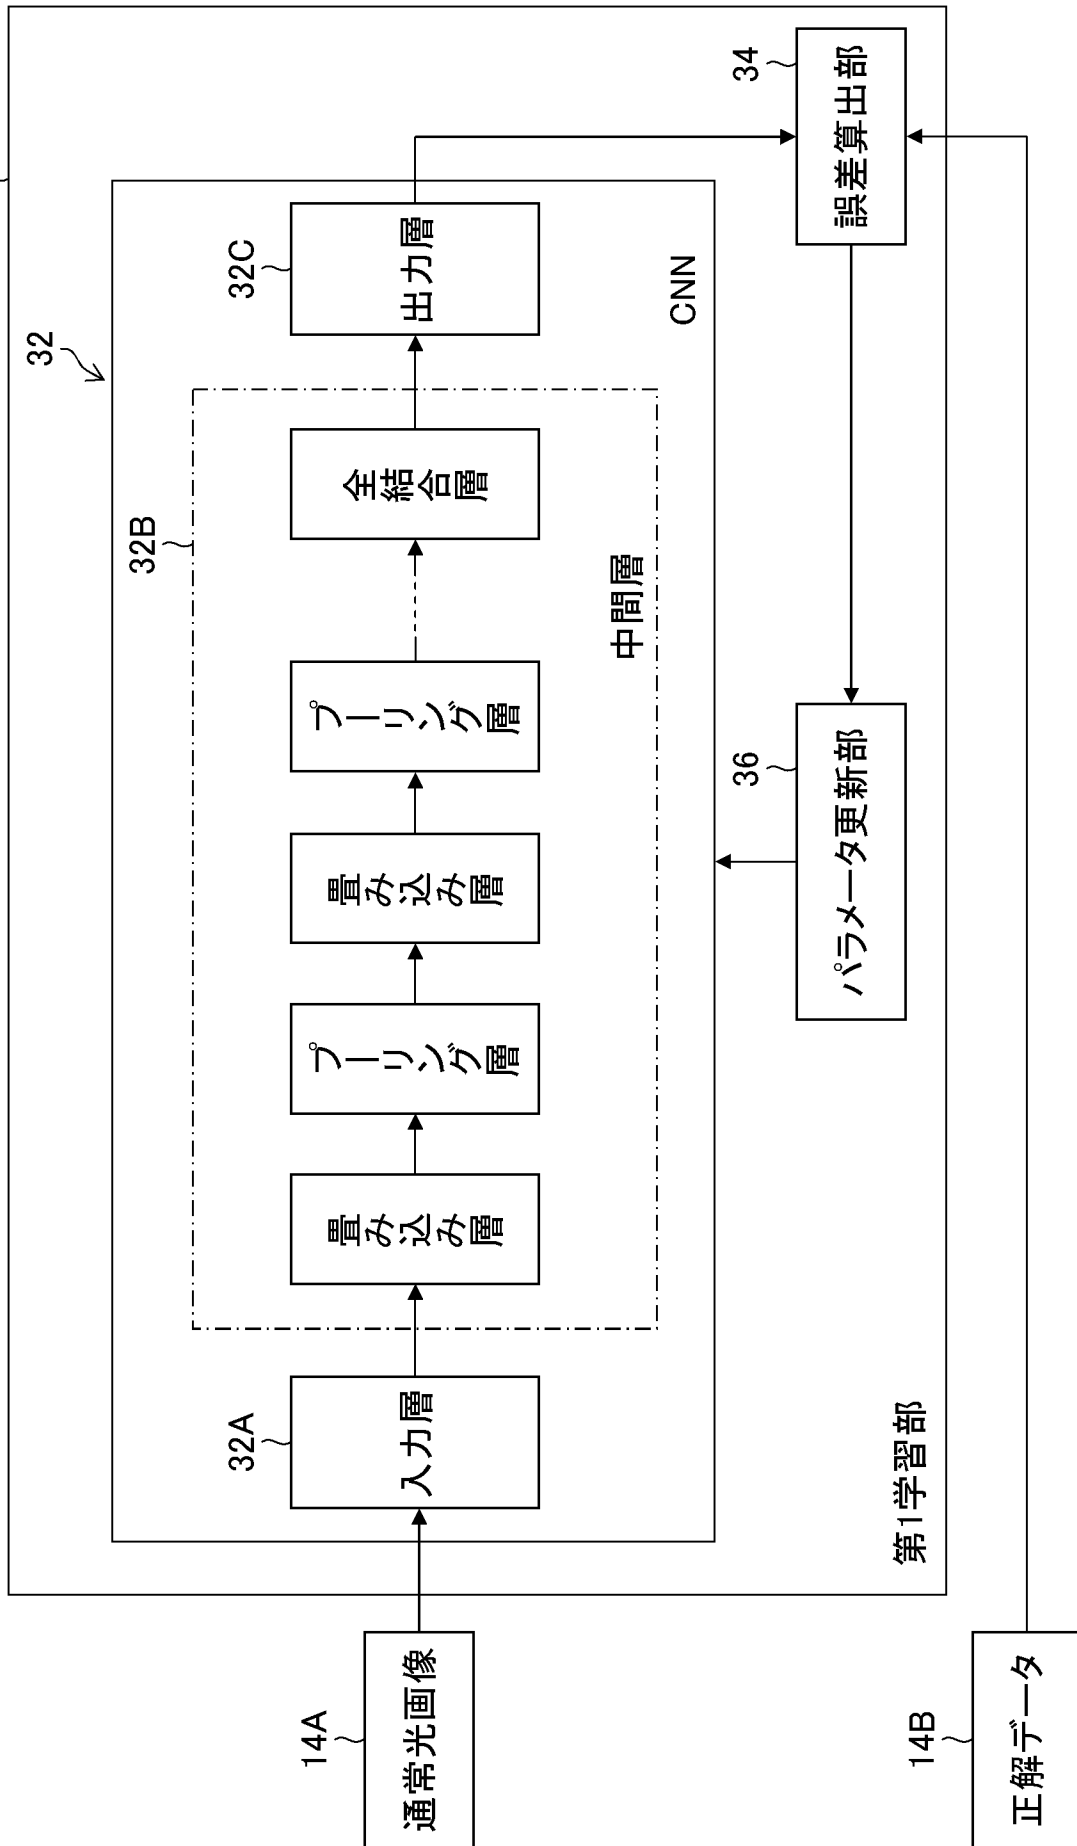 32
32A
入力層
32B
畳み込み層
プーリング層
畳み込み層
プーリング層
全結合層
中間層
32C
出力層
CNN
14A
通常光画像
36
パラメータ更新部
34
誤差算出部
第1学習部
14B
正解データ